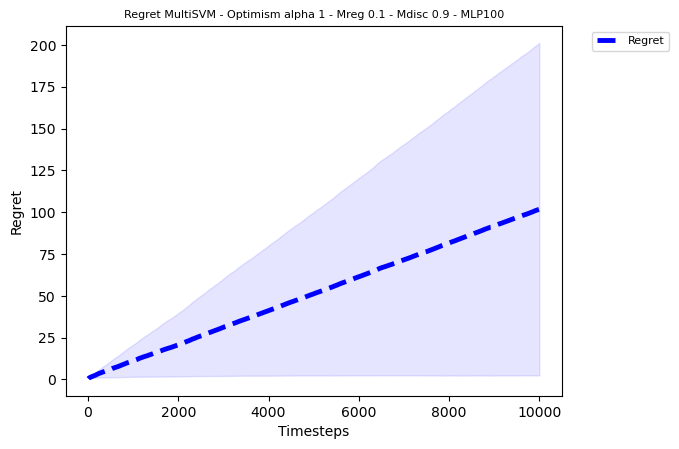 Regret MultiSVM - Optimism alpha 1 - Mreg 0.1 - Mdisc 0.9 - MLP100
Regret
200
175
150
125
100
75
50
25
0
Regret
0 2000 4000 6000 8000 10000
Timesteps